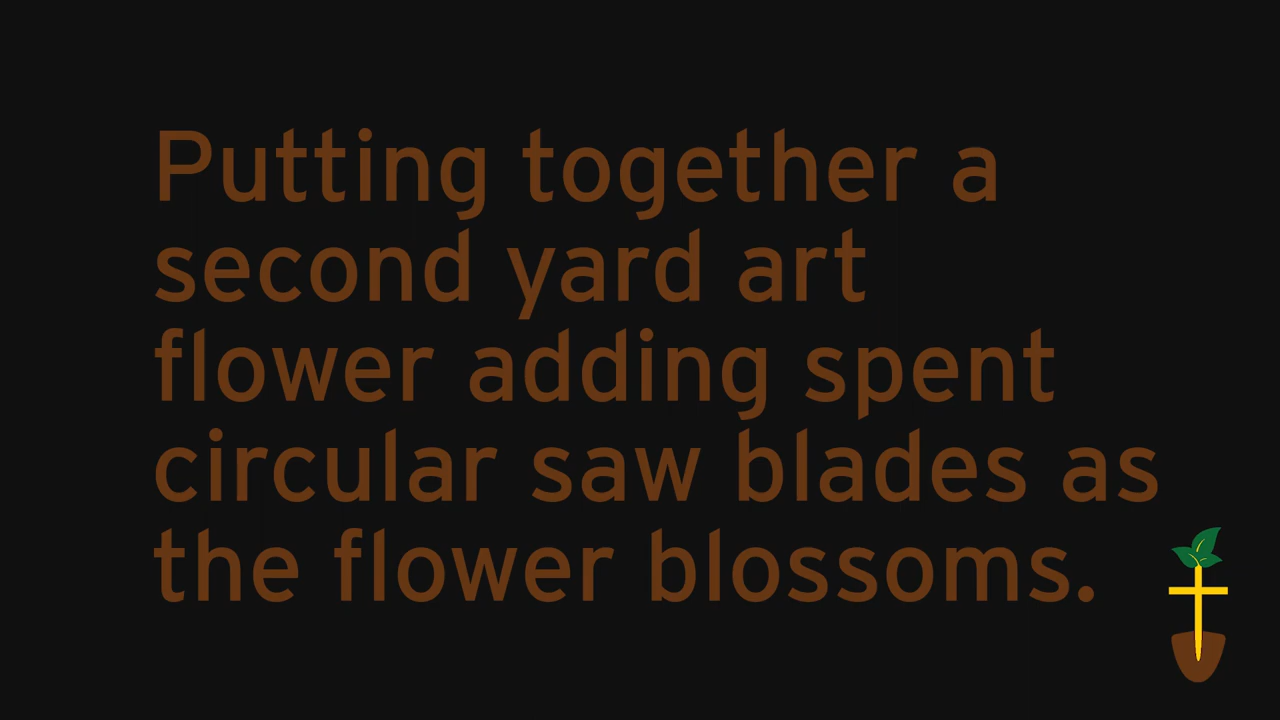 Putting together a
second yard art
flower adding spent
circular saw blades as
the flower blossoms.